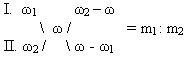 I. ω₁ ω₂ – ω
\ ω / = m₁ : m₂
II. ω₂ / \ ω - ω₁